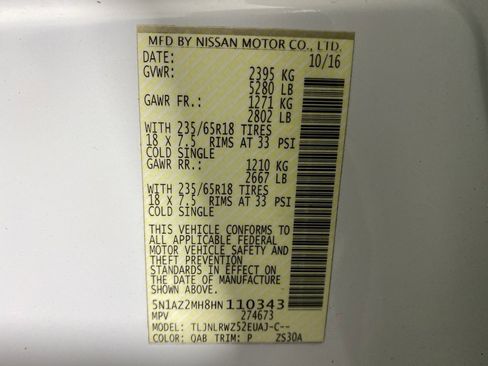 MFD BY NISSAN MOTOR CO., LTD.
DATE: 10/16
GVWR: 2395 KG
5280 LB
GAWR FR.: 1271 KG
2802 LB
WITH 235/65R18 TIRES
18 X 7.5 RIMS AT 33 PSI
COLD SINGLE
GAWR RR.: 1210 KG
2667 LB
WITH 235/65R18 TIRES
18 X 7.5 RIMS AT 33 PSI
COLD SINGLE
THIS VEHICLE CONFORMS TO
ALL APPLICABLE FEDERAL
MOTOR VEHICLE SAFETY AND
THEFT PREVENTION
STANDARDS IN EFFECT ON
THE DATE OF MANUFACTURE
SHOWN ABOVE.
5N1AZ2MH8HN110343
MPV 274673
MODEL: TLJNLRWZ52EUAJ-C--
COLOR: QAB TRIM: P ZS30A